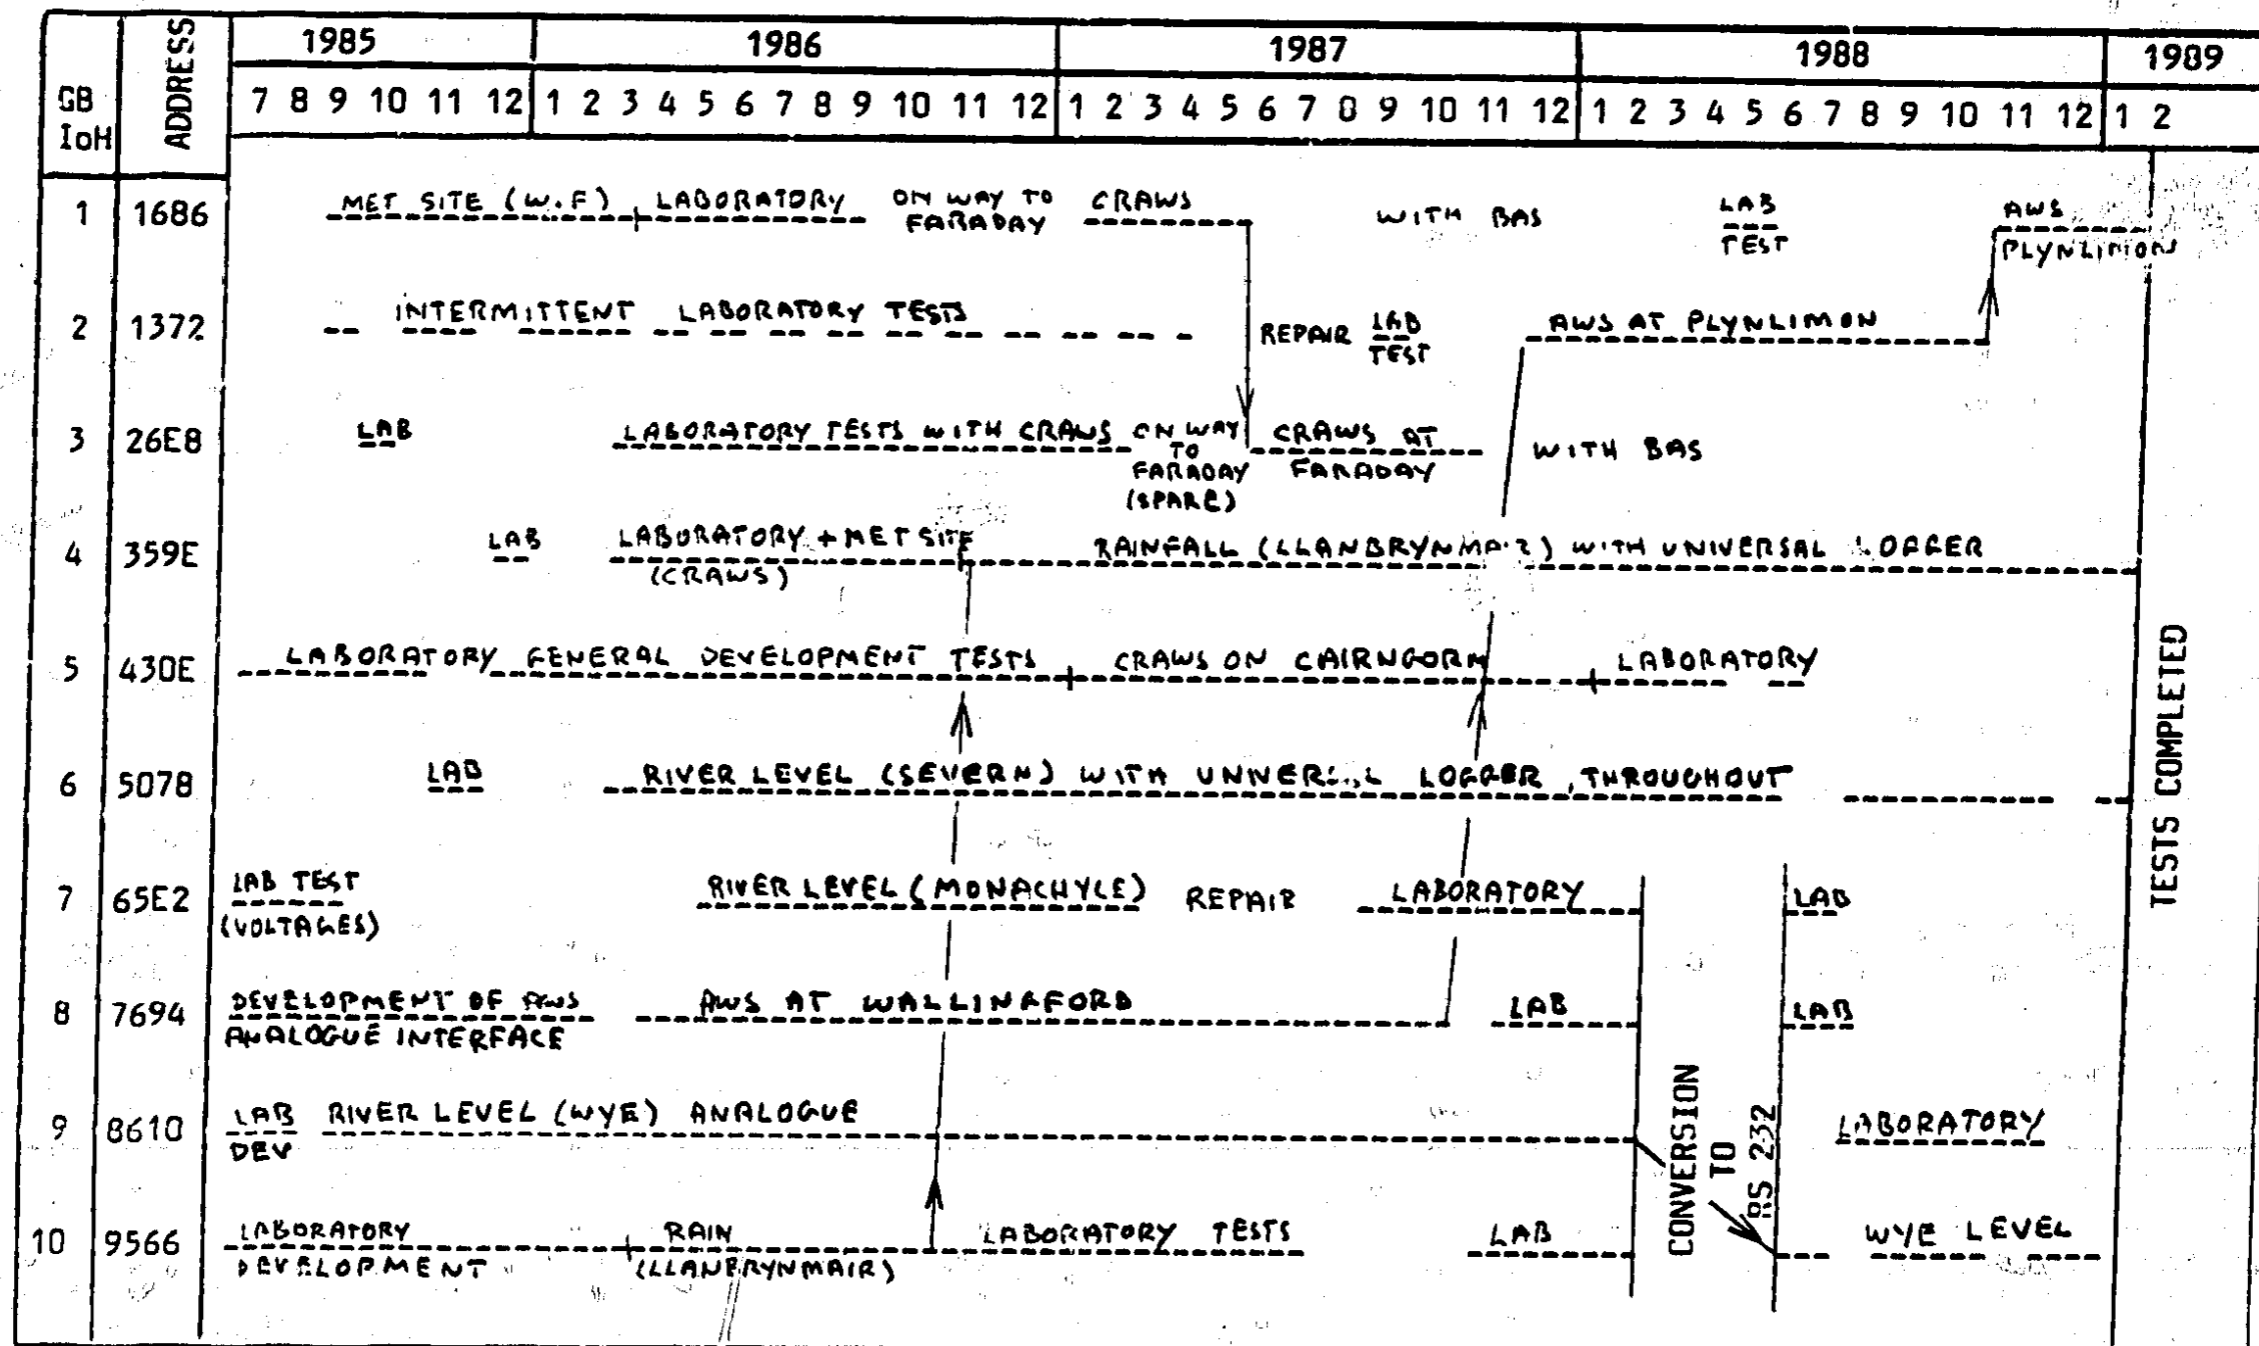 1985 1986 1987 1988 1989
GB IoH ADDRESS 7 8 9 10 11 12 1 2 3 4 5 6 7 8 9 10 11 12 1 2 3 4 5 6 7 8 9 10 11 12 1 2 3 4 5 6 7 8 9 10 11 12 1 2
1 1686 MET SITE (W.F) LABORATORY ON WAY TO FARADAY CRAWS WITH BAS LAB TEST AWS PLYNLIMON
2 1372 INTERMITTENT LABORATORY TESTS REPAIR LAB TEST AWS AT PLYNLIMON
3 26E8 LAB LABORATORY TESTS WITH CRAWS ON WAY TO FARADAY (SPARE) CRAWS AT FARADAY WITH BAS
4 359E LAB LABORATORY + MET SITE (CRAWS) RAINFALL (LLANBRYNMAIR) WITH UNIVERSAL LOGGER
5 430E LABORATORY GENERAL DEVELOPMENT TESTS CRAWS ON CAIRNGORM LABORATORY
6 5078 LAB RIVER LEVEL (SEVERN) WITH UNIVERSAL LOGGER, THROUGHOUT
7 65E2 LAB TEST (VOLTAGES) RIVER LEVEL (MONACHYLE) REPAIR LABORATORY LAB
8 7694 DEVELOPMENT OF AWS ANALOGUE INTERFACE AWS AT WALLINGFORD LAB LAB
9 8610 LAB DEV RIVER LEVEL (WYE) ANALOGUE LABORATORY
10 9566 LABORATORY DEVELOPMENT RAIN (LLANBRYNMAIR) LABORATORY TESTS LAB WYE LEVEL
CONVERSION TO RS 232
TESTS COMPLETED